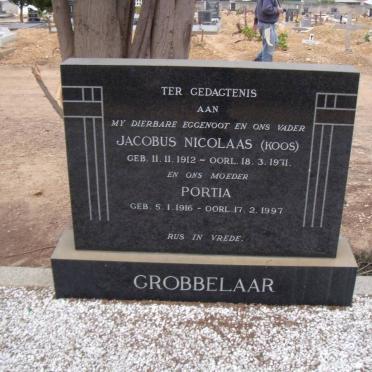 TER GEDAGTENIS
AAN
MY DIERBARE EGGENOOT EN ONS VADER
JACOBUS NICOLAAS (KOOS)
GEB. 11. 11. 1912 – OORL. 18. 3. 1971.
EN ONS MOEDER
PORTIA
GEB. 5. 1. 1916 – OORL. 17. 2. 1997
RUS IN VREDE.
GROBBELAAR